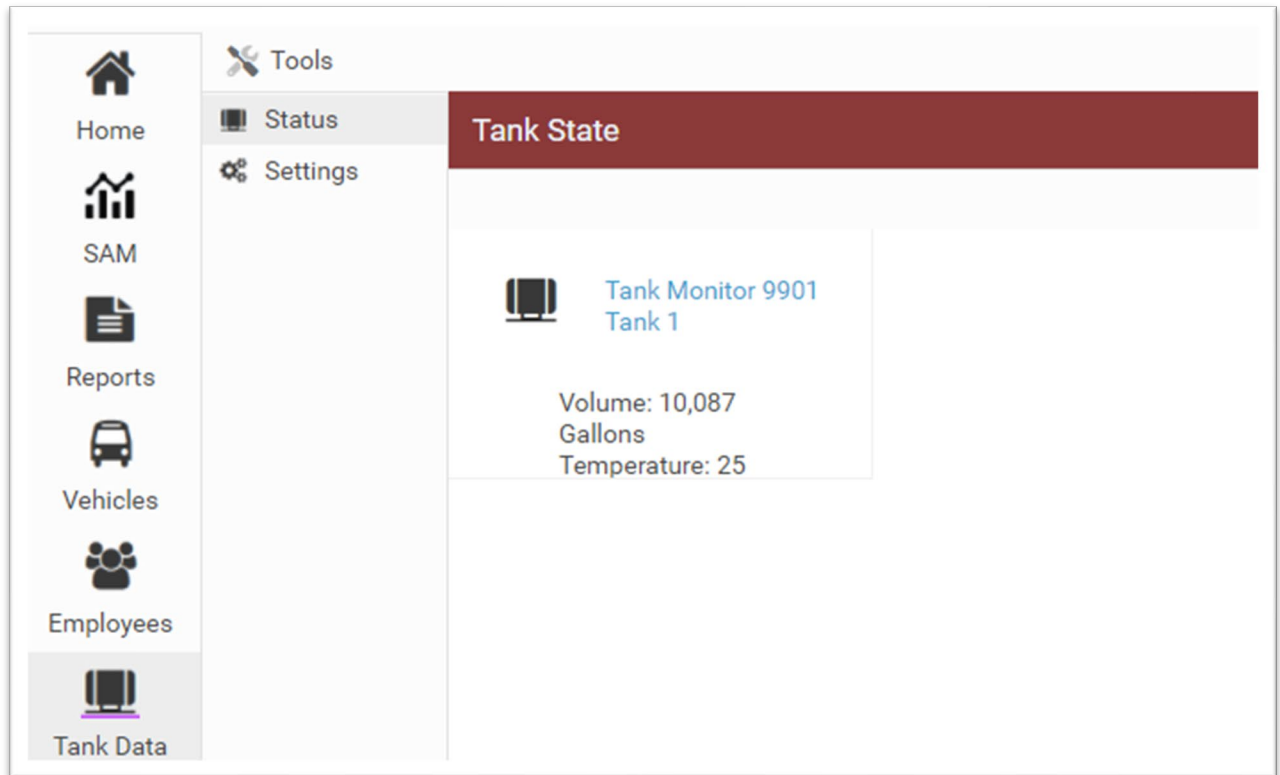 Home
SAM
Reports
Vehicles
Employees
Tank Data
Tools
Status
Settings
Tank State
Tank Monitor 9901
Tank 1
Volume: 10,087
Gallons
Temperature: 25